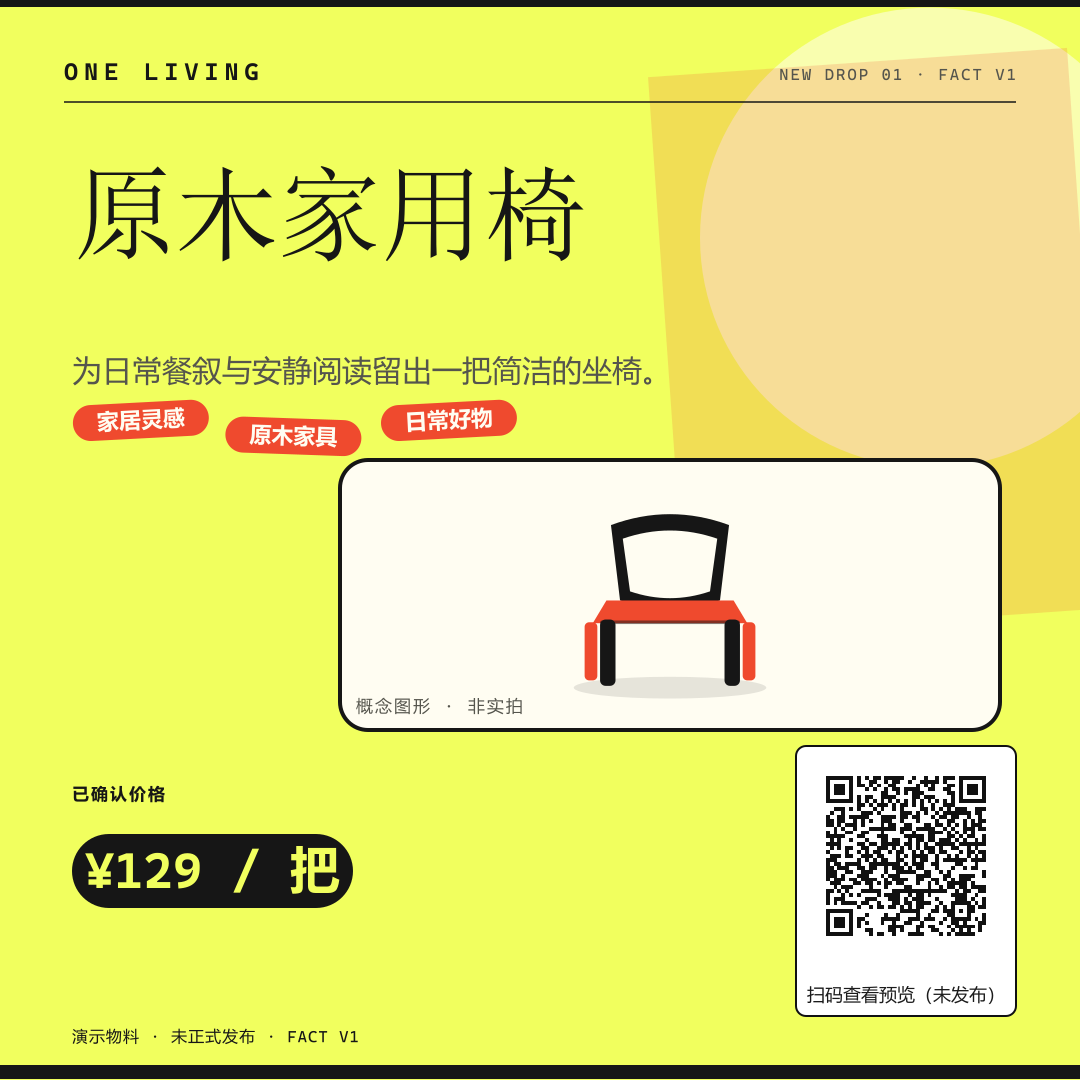 ONE LIVING
NEW DROP 01 · FACT V1
原木家用椅
为日常餐叙与安静阅读留出一把简洁的坐椅。
家居灵感
原木家具
日常好物
概念图形 · 非实拍
已确认价格
¥129 / 把
扫码查看预览（未发布）
演示物料 · 未正式发布 · FACT V1